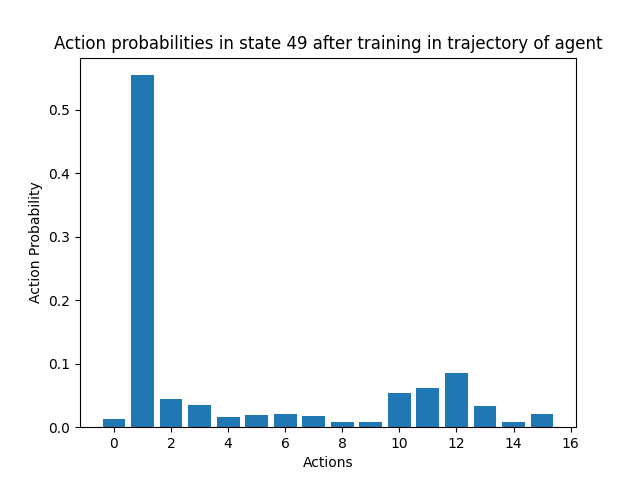 Action probabilities in state 49 after training in trajectory of agent
Action Probability
0.5
0.4
0.3
0.2
0.1
0.0
0 2 4 6 8 10 12 14 16
Actions